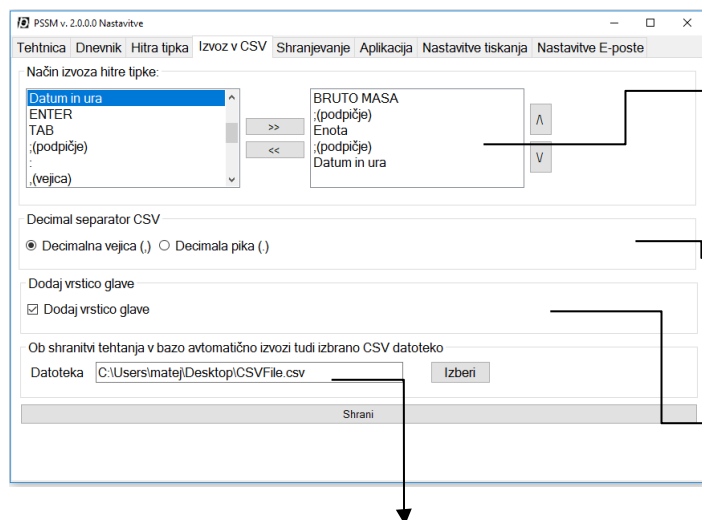 PSSM v. 2.0.0.0 Nastavitve
Tehtnica Dnevnik Hitra tipka Izvoz v CSV Shranjevanje Aplikacija Nastavitve tiskanja Nastavitve E-poste
Način izvoza hitre tipke:
Datum in ura
ENTER
TAB
;(podpičje)
:
,(vejica)
>>
<<
BRUTO MASA
;(podpičje)
Enota
;(podpičje)
Datum in ura
/\
\/
Decimal separator CSV
Decimalna vejica (,) Decimala pika (.)
Dodaj vrstico glave
Dodaj vrstico glave
Ob shranitvi tehtanja v bazo avtomatično izvozi tudi izbrano CSV datoteko
Datoteka C:\Users\matej\Desktop\CSVFile.csv Izberi
Shrani